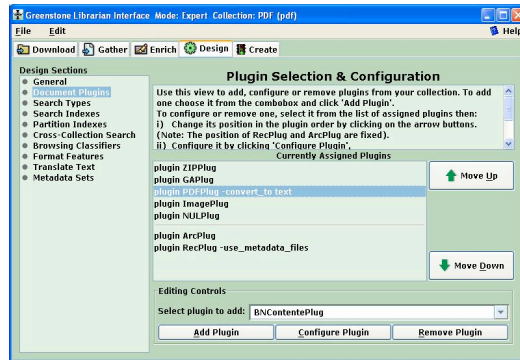 Greenstone Librarian Interface  Mode: Expert  Collection: PDF (pdf)
File Edit Help
Download Gather Enrich Design Create
Design Sections
General
Document Plugins
Search Types
Search Indexes
Partition Indexes
Cross-Collection Search
Browsing Classifiers
Format Features
Translate Text
Metadata Sets
Plugin Selection & Configuration
Use this view to add, configure or remove plugins from your collection. To add
one choose it from the combobox and click 'Add Plugin'.
To configure or remove one, select it from the list of assigned plugins then:
i) Change its position in the plugin order by clicking on the arrow buttons.
(Note: The position of RecPlug and ArcPlug are fixed).
ii) Configure it by clicking 'Configure Plugin',
Currently Assigned Plugins
plugin ZIPPlug
plugin GAPlug
plugin PDFPlug -convert_to text
plugin ImagePlug
plugin NULPlug
plugin ArcPlug
plugin RecPlug -use_metadata_files
Move Up
Move Down
Editing Controls
Select plugin to add: BNContentePlug
Add Plugin Configure Plugin Remove Plugin